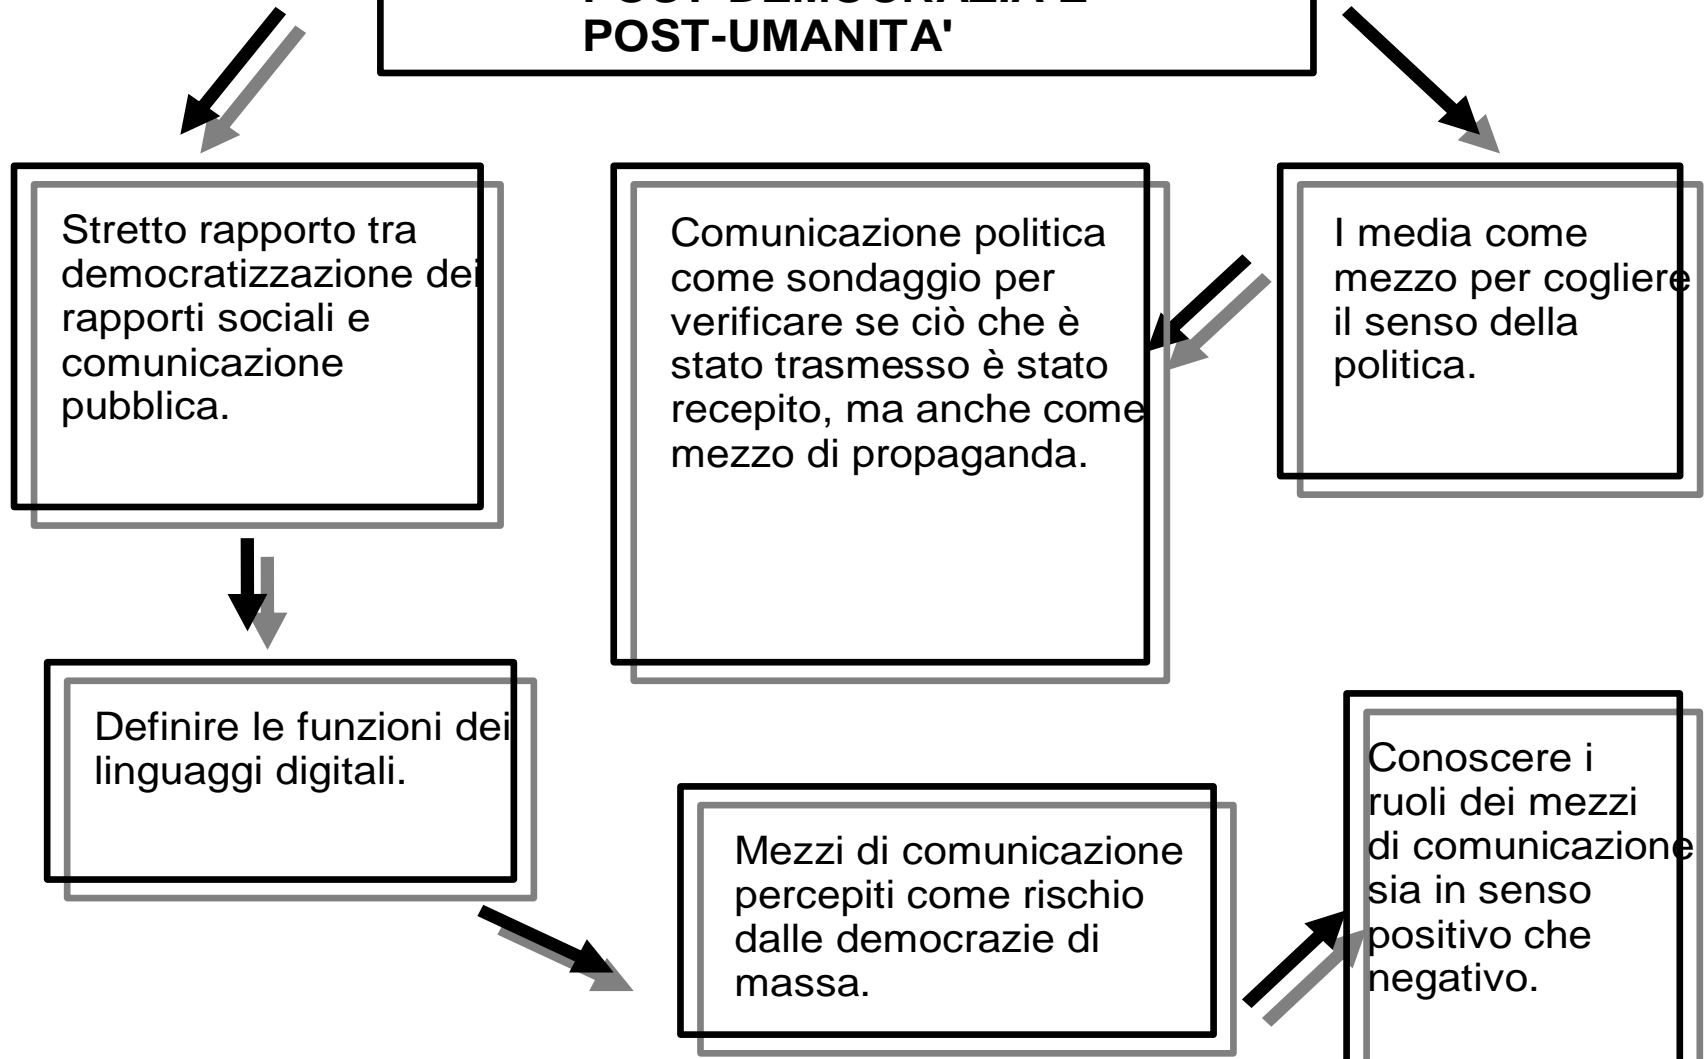 POST-DEMOCRAZIA E
POST-UMANITA'
Stretto rapporto tra
democratizzazione dei
rapporti sociali e
comunicazione
pubblica.
Comunicazione politica
come sondaggio per
verificare se ciò che è
stato trasmesso è stato
recepito, ma anche come
mezzo di propaganda.
I media come
mezzo per cogliere
il senso della
politica.
Definire le funzioni dei
linguaggi digitali.
Mezzi di comunicazione
percepiti come rischio
dalle democrazie di
massa.
Conoscere i
ruoli dei mezzi
di comunicazione
sia in senso
positivo che
negativo.